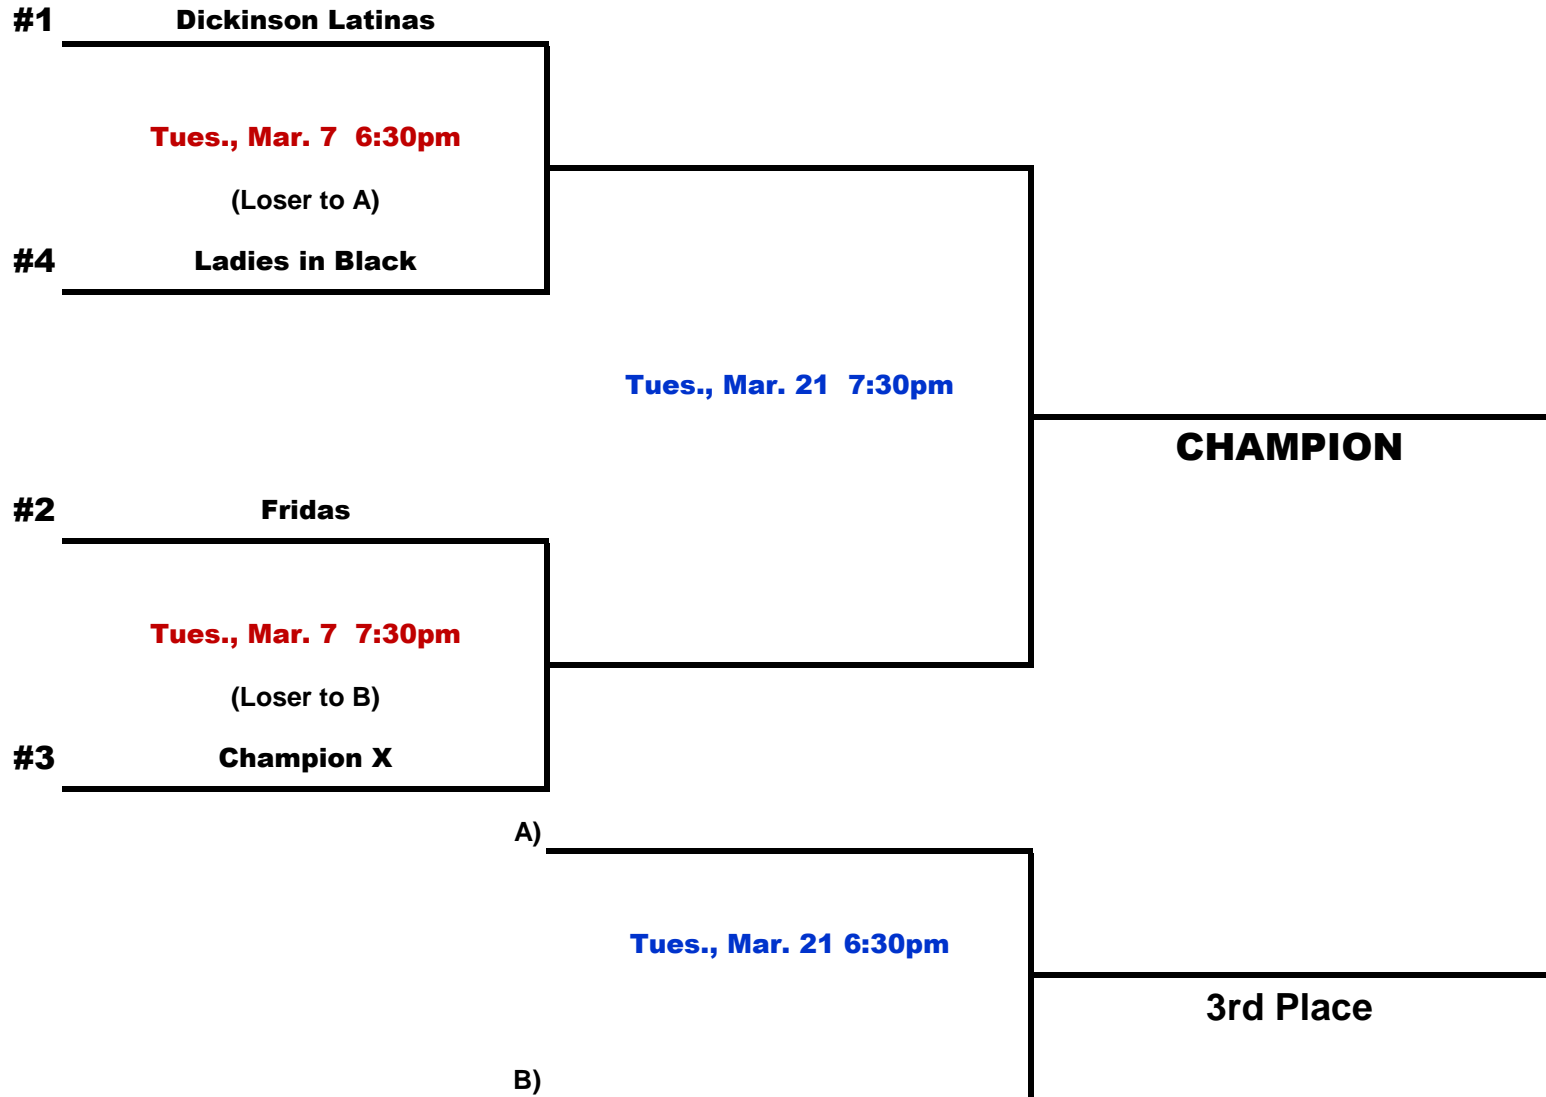 #1 Dickinson Latinas
Tues., Mar. 7 6:30pm
(Loser to A)
#4 Ladies in Black
Tues., Mar. 21 7:30pm
CHAMPION
#2 Fridas
Tues., Mar. 7 7:30pm
(Loser to B)
#3 Champion X
A)
Tues., Mar. 21 6:30pm
3rd Place
B)